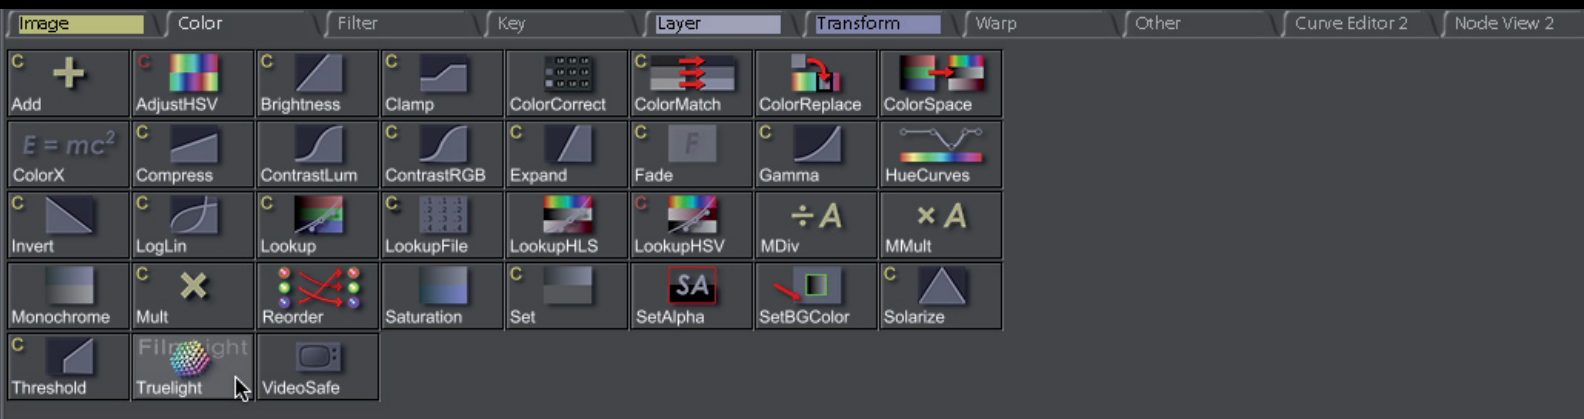 Image Color Filter Key Layer Transform Warp Other Curve Editor 2 Node View 2
C C C C C
Add AdjustHSV Brightness Clamp ColorCorrect ColorMatch ColorReplace ColorSpace
E = mc² C C C C C C
F
ColorX Compress ContrastLum ContrastRGB Expand Fade Gamma HueCurves
C C C C C ÷ A × A
Invert LogLin Lookup LookupFile LookupHLS LookupHSV MDiv MMult
C C SA C
Monochrome Mult Reorder Saturation Set SetAlpha SetBGColor Solarize
C
Threshold Truelight VideoSafe